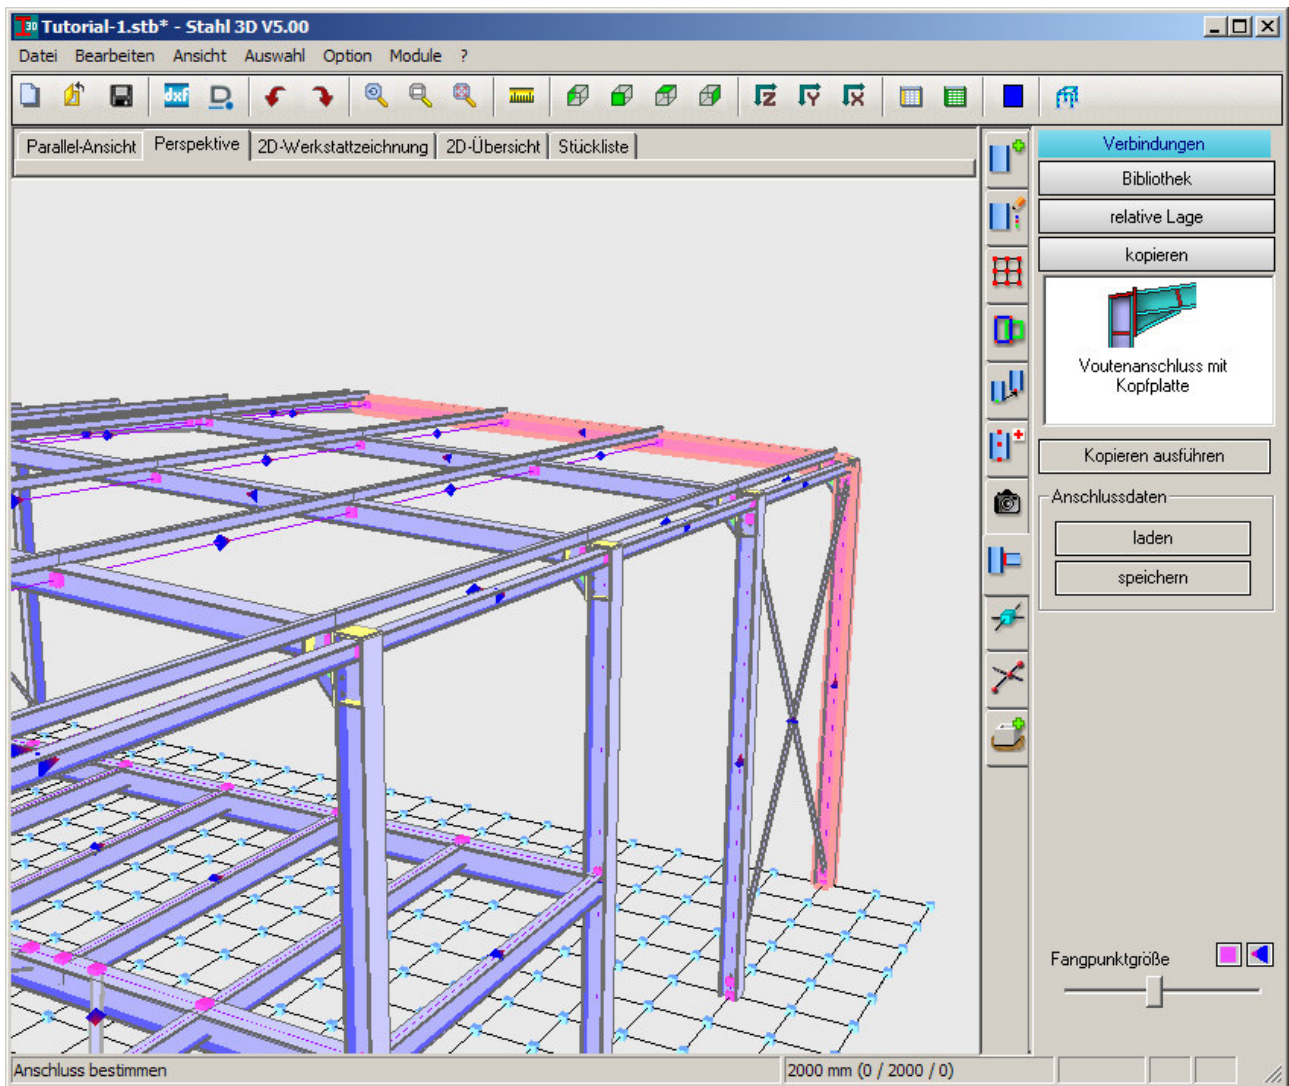 Tutorial-1.stb* - Stahl 3D V5.00
Datei Bearbeiten Ansicht Auswahl Option Module ?
dxf D Z Y X
Parallel-Ansicht Perspektive 2D-Werkstattzeichnung 2D-Übersicht Stückliste
Verbindungen
Bibliothek
relative Lage
kopieren
Voutenanschluss mit
Kopfplatte
Kopieren ausführen
Anschlussdaten
laden
speichern
Fangpunktgröße
Anschluss bestimmen 2000 mm (0 / 2000 / 0)